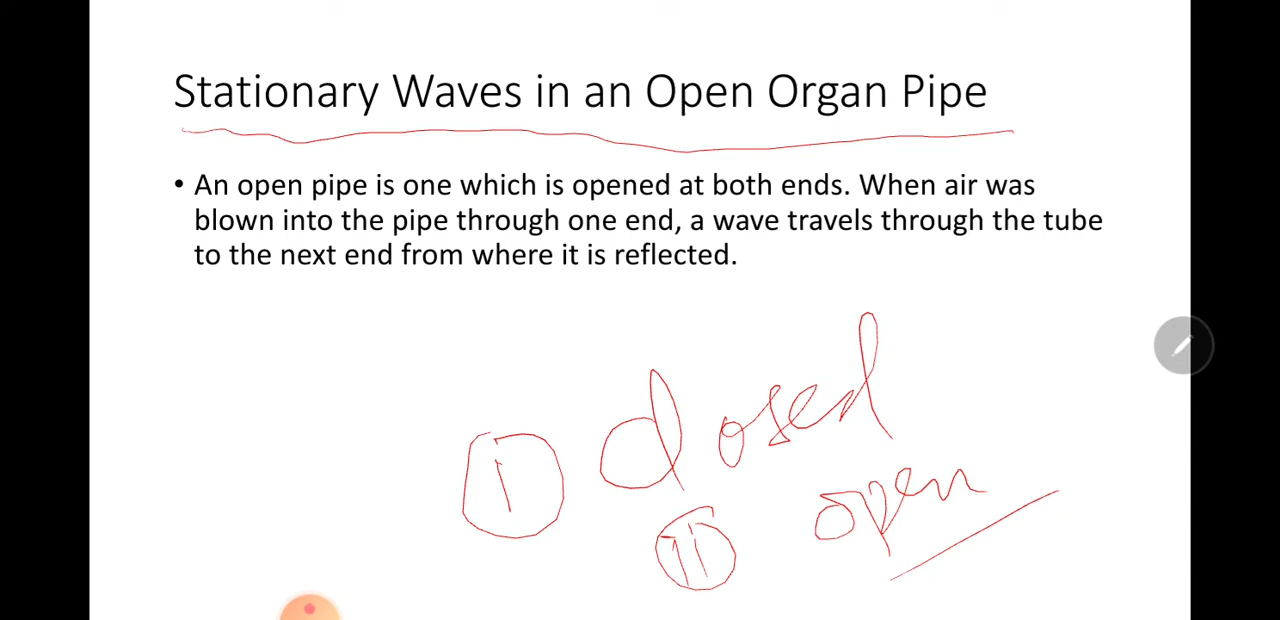 Stationary Waves in an Open Organ Pipe
• An open pipe is one which is opened at both ends. When air was
blown into the pipe through one end, a wave travels through the tube
to the next end from where it is reflected.
i closed
ii open